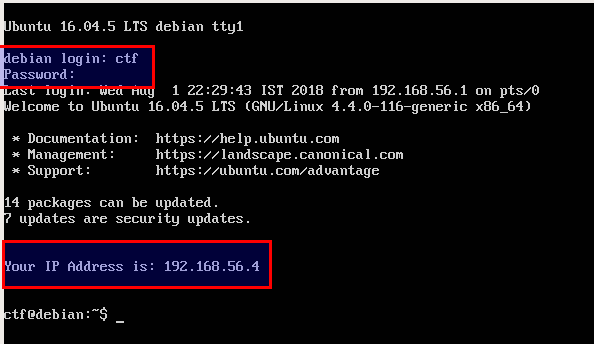 Ubuntu 16.04.5 LTS debian tty1
debian login: ctf
Password:
Last login: Wed Aug  1 22:29:43 IST 2018 from 192.168.56.1 on pts/0
Welcome to Ubuntu 16.04.5 LTS (GNU/Linux 4.4.0-116-generic x86_64)
* Documentation:  https://help.ubuntu.com
* Management:     https://landscape.canonical.com
* Support:        https://ubuntu.com/advantage
14 packages can be updated.
7 updates are security updates.
Your IP Address is: 192.168.56.4
ctf@debian:~$ _